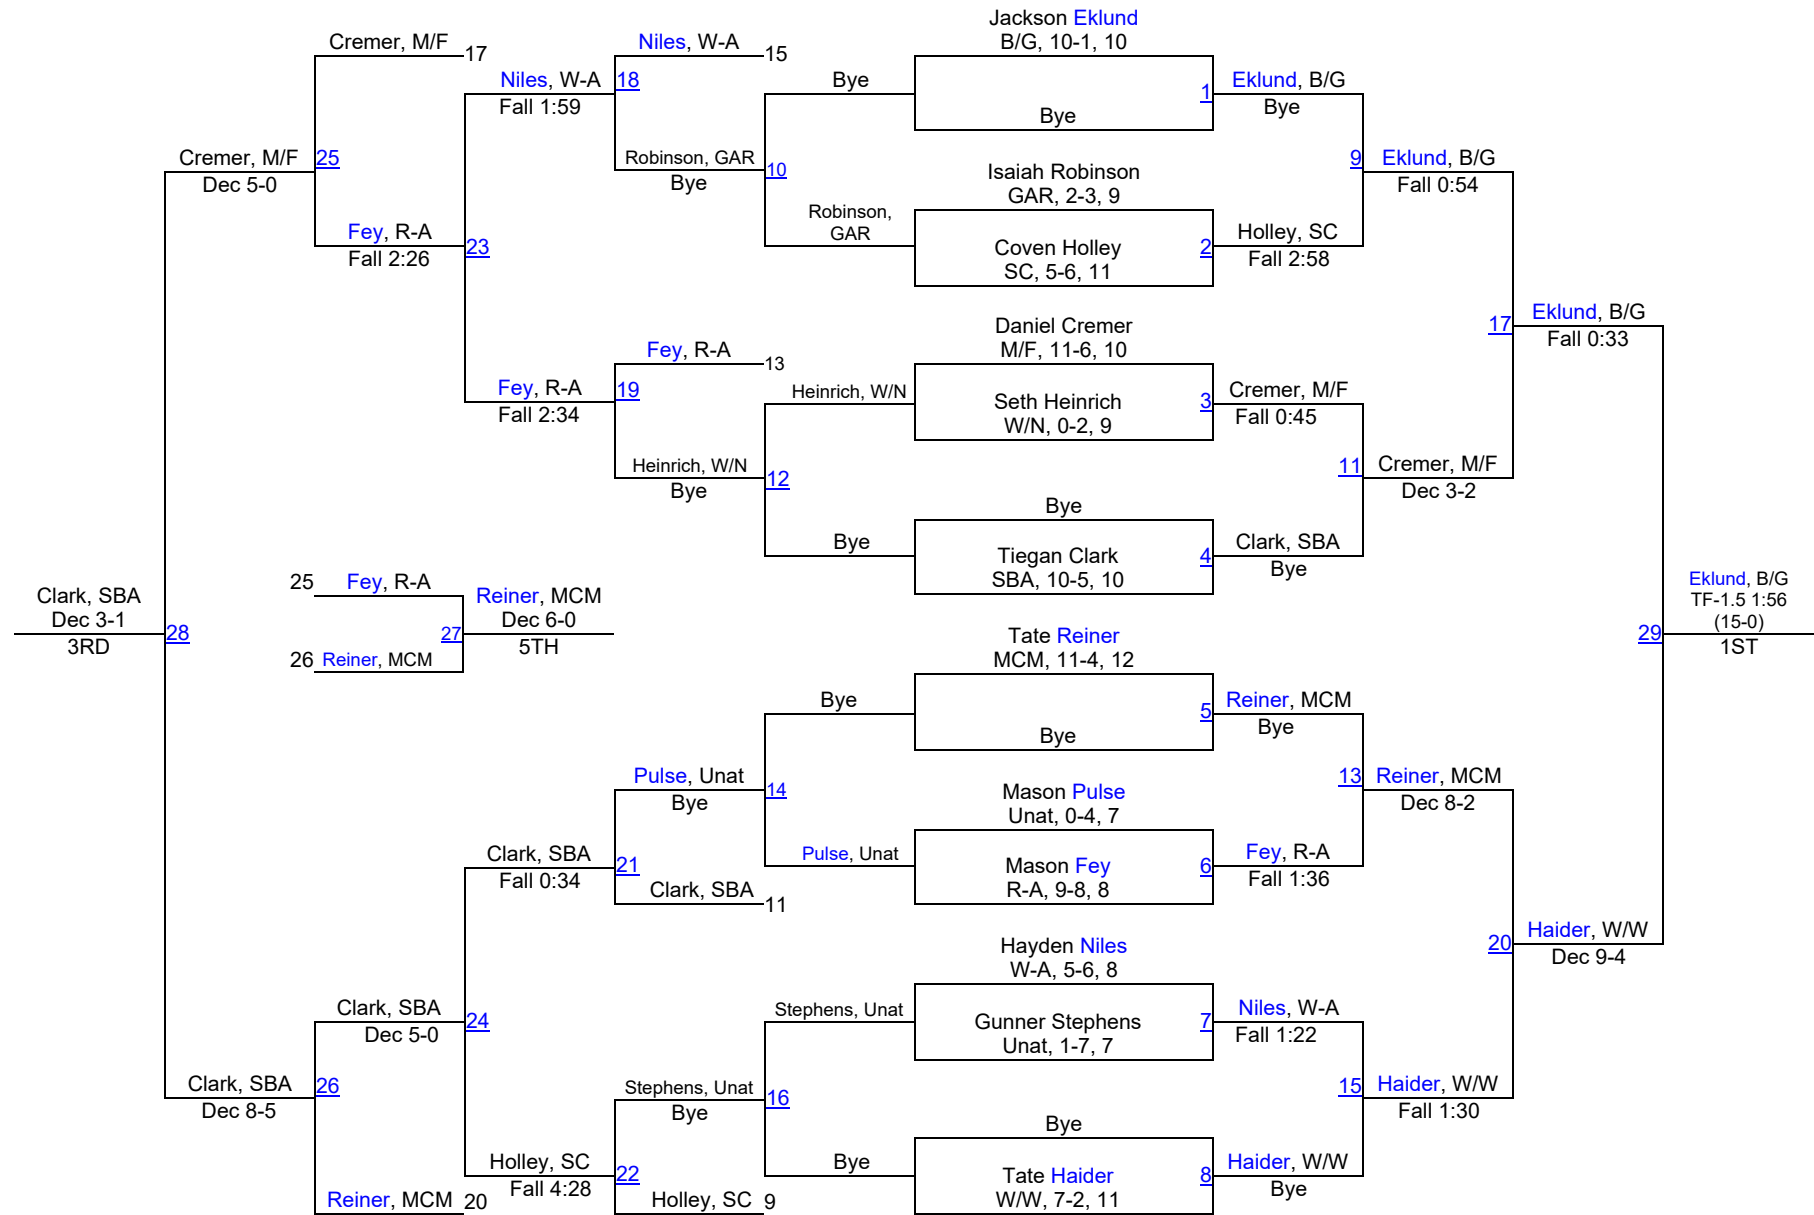 Jackson Eklund
B/G, 10-1, 10
Bye
Isaiah Robinson
GAR, 2-3, 9
Coven Holley
SC, 5-6, 11
Daniel Cremer
M/F, 11-6, 10
Seth Heinrich
W/N, 0-2, 9
Bye
Tiegan Clark
SBA, 10-5, 10
Tate Reiner
MCM, 11-4, 12
Bye
Mason Pulse
Unat, 0-4, 7
Mason Fey
R-A, 9-8, 8
Hayden Niles
W-A, 5-6, 8
Gunner Stephens
Unat, 1-7, 7
Bye
Tate Haider
W/W, 7-2, 11
1
Eklund, B/G
Bye
2
Holley, SC
Fall 2:58
3
Cremer, M/F
Fall 0:45
4
Clark, SBA
Bye
5
Reiner, MCM
Bye
6
Fey, R-A
Fall 1:36
7
Niles, W-A
Fall 1:22
8
Haider, W/W
Bye
9
Eklund, B/G
Fall 0:54
11
Cremer, M/F
Dec 3-2
13
Reiner, MCM
Dec 8-2
15
Haider, W/W
Fall 1:30
17
Eklund, B/G
Fall 0:33
20
Haider, W/W
Dec 9-4
29
Eklund, B/G
TF-1.5 1:56
(15-0)
1ST
Bye
Robinson,
GAR
Heinrich, W/N
Bye
Bye
Pulse, Unat
Stephens, Unat
Bye
Niles, W-A
15
Robinson, GAR
10
Bye
Fey, R-A
13
Heinrich, W/N
12
Bye
Pulse, Unat
14
Bye
Clark, SBA
11
Stephens, Unat
16
Bye
Holley, SC
9
Niles, W-A
18
Fall 1:59
Fey, R-A
19
Fall 2:34
Clark, SBA
21
Fall 0:34
Holley, SC
22
Fall 4:28
Cremer, M/F
17
Fey, R-A
23
Fall 2:26
Clark, SBA
24
Dec 5-0
Reiner, MCM
20
Cremer, M/F
25
Dec 5-0
Clark, SBA
26
Dec 8-5
Clark, SBA
Dec 3-1
28
3RD
25
Fey, R-A
26
Reiner, MCM
27
Reiner, MCM
Dec 6-0
5TH